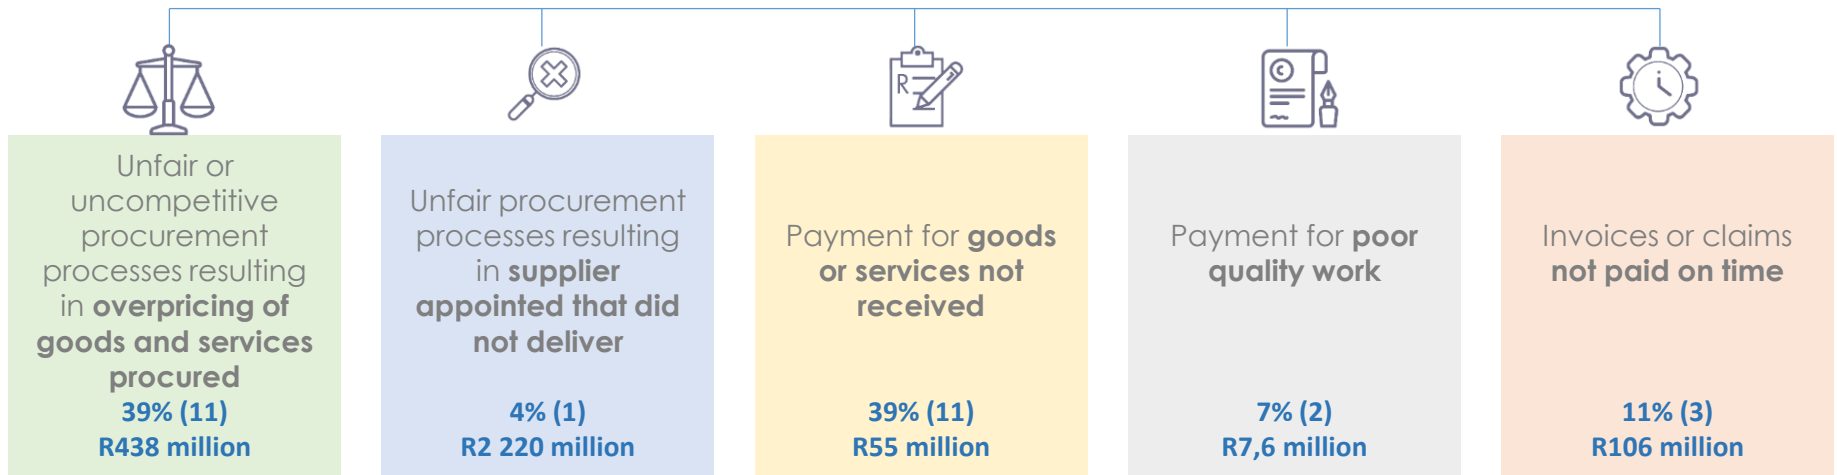 Unfair or
uncompetitive
procurement
processes resulting
in overpricing of
goods and services
procured
39% (11)
R438 million
Unfair procurement
processes resulting
in supplier
appointed that did
not deliver
4% (1)
R2 220 million
R
Payment for goods
or services not
received
39% (11)
R55 million
C
Payment for poor
quality work
7% (2)
R7,6 million
Invoices or claims
not paid on time
11% (3)
R106 million